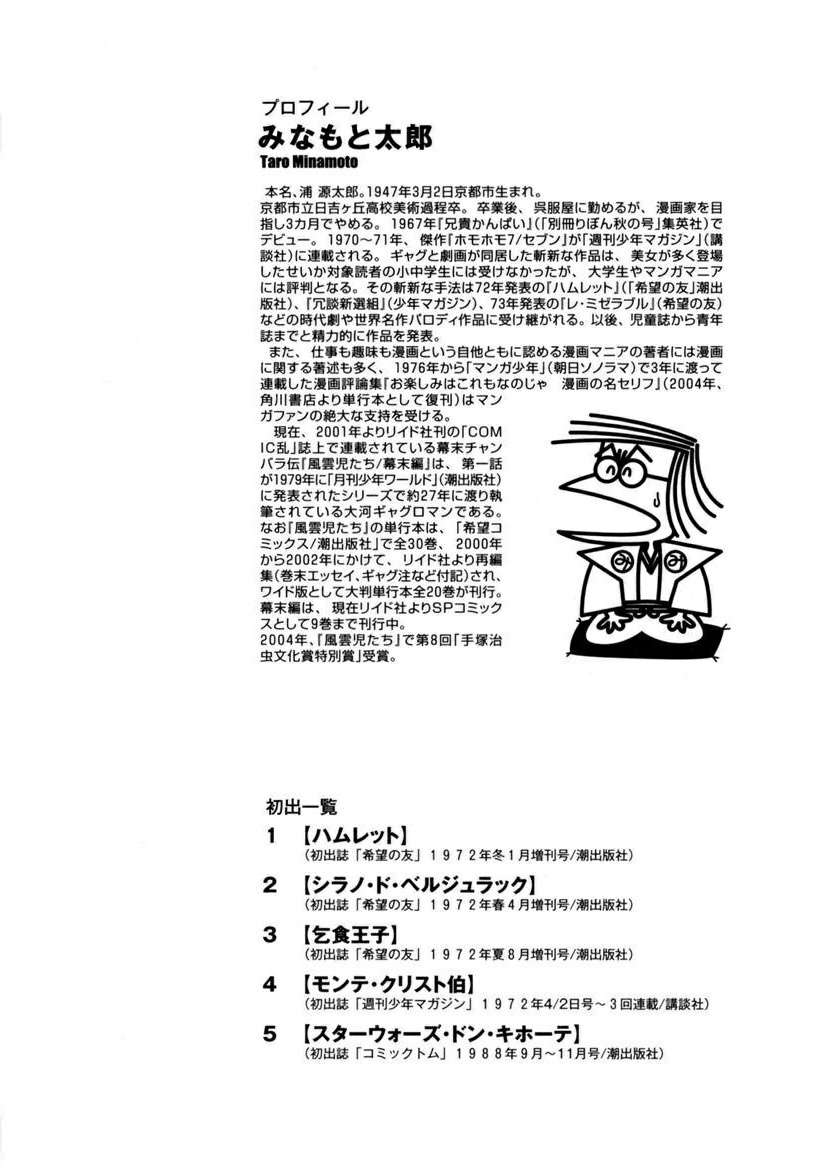 プロフィール
みなもと太郎
Taro Minamoto
本名、浦 源太郎。1947年3月2日京都市生まれ。
京都市立日吉ヶ丘高校美術過程卒。卒業後、呉服屋に勤めるが、漫画家を目
指し3カ月でやめる。1967年『兄貴かんぱい』(「別冊りぼん秋の号」集英社)で
デビュー。1970〜71年、傑作『ホモホモ7/セブン』が「週刊少年マガジン」(講
談社)に連載される。ギャグと劇画が同居した斬新な作品は、美女が多く登場
したせいか対象読者の小中学生には受けなかったが、大学生やマンガマニア
には評判となる。その斬新な手法は72年発表の『ハムレット』(「希望の友」潮出
版社)、『冗談新選組』(少年マガジン)、73年発表の『レ・ミゼラブル』(希望の友)
などの時代劇や世界名作パロディ作品に受け継がれる。以後、児童誌から青年
誌までと精力的に作品を発表。
また、仕事も趣味も漫画という自他ともに認める漫画マニアの著者には漫画
に関する著述も多く、1976年から「マンガ少年」(朝日ソノラマ)で3年に渡って
連載した漫画評論集『お楽しみはこれもなのじゃ　漫画の名セリフ』(2004年、
角川書店より単行本として復刊)はマン
ガファンの絶大な支持を受ける。
現在、2001年よりリイド社刊の「COM
IC乱」誌上で連載されている幕末チャン
バラ伝『風雲児たち/幕末編』は、第一話
が1979年に「月刊少年ワールド」(潮出版社)
に発表されたシリーズで約27年に渡り執
筆されている大河ギャグロマンである。
なお『風雲児たち』の単行本は、「希望コ
ミックス/潮出版社」で全30巻、2000年
から2002年にかけて、リイド社より再編
集(巻末エッセイ、ギャグ注など付記)され、
ワイド版として大判単行本全20巻が刊行。
幕末編は、現在リイド社よりSPコミック
スとして9巻まで刊行中。
2004年、『風雲児たち』で第8回「手塚治
虫文化賞特別賞」受賞。
み み
初出一覧
1 【ハムレット】
(初出誌「希望の友」１９７２年冬１月増刊号/潮出版社)
2 【シラノ・ド・ベルジュラック】
(初出誌「希望の友」１９７２年春４月増刊号/潮出版社)
3 【乞食王子】
(初出誌「希望の友」１９７２年夏８月増刊号/潮出版社)
4 【モンテ・クリスト伯】
(初出誌「週刊少年マガジン」１９７２年4/2日号〜３回連載/講談社)
5 【スターウォーズ・ドン・キホーテ】
(初出誌「コミックトム」１９８８年９月〜11月号/潮出版社)